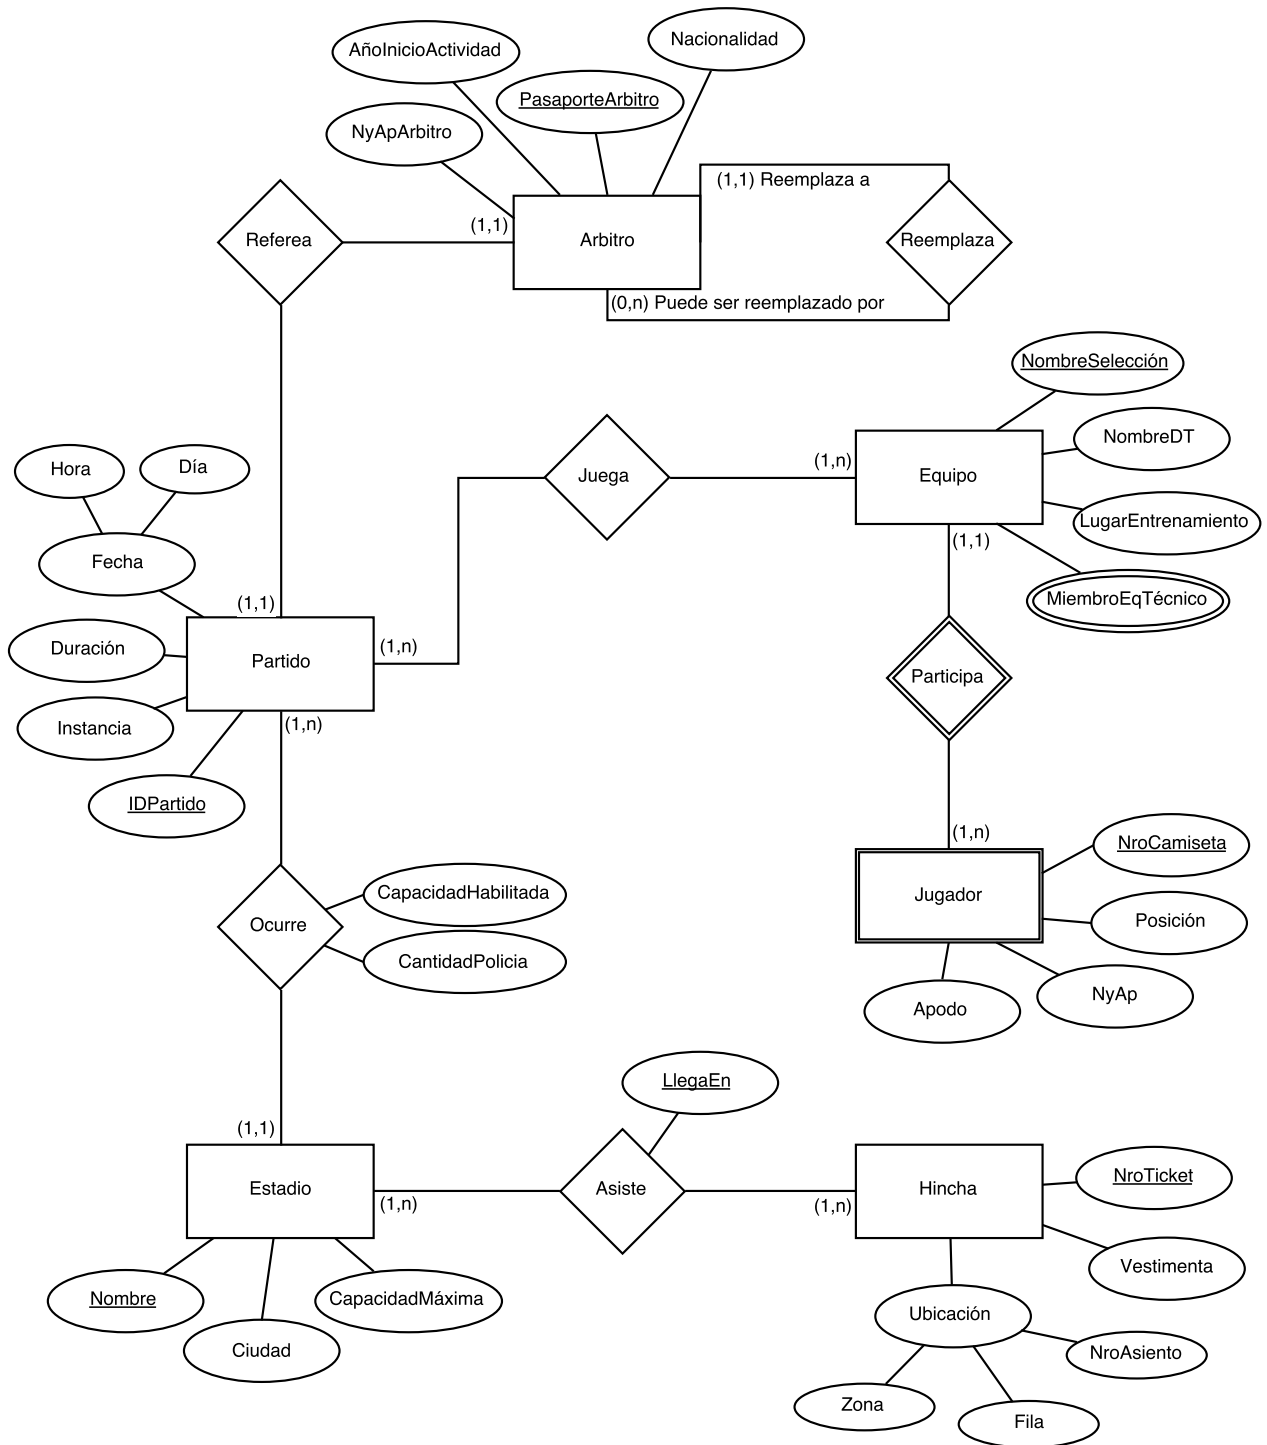 Nacionalidad
AñoInicioActividad
PasaporteArbitro
NyApArbitro
(1,1) Reemplaza a
Referea
(1,1)
Arbitro
Reemplaza
(0,n) Puede ser reemplazado por
NombreSelección
NombreDT
Hora
Día
Juega
(1,n)
Equipo
LugarEntrenamiento
(1,1)
Fecha
MiembroEqTécnico
(1,1)
Duración
Partido
(1,n)
Participa
Instancia
(1,n)
IDPartido
(1,n)
NroCamiseta
CapacidadHabilitada
Jugador
Ocurre
Posición
CantidadPolicia
NyAp
Apodo
LlegaEn
(1,1)
NroTicket
Estadio
Asiste
Hincha
(1,n)
(1,n)
Vestimenta
Nombre
CapacidadMáxima
Ubicación
Ciudad
NroAsiento
Zona
Fila